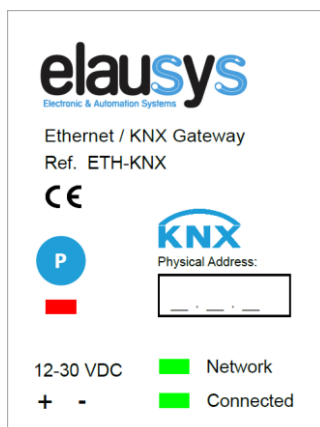 elausys
Electronic & Automation Systems
Ethernet / KNX Gateway
Ref. ETH-KNX
CE
KNX
P
Physical Address:
__ . __ . __
12-30 VDC
Network
+ -
Connected